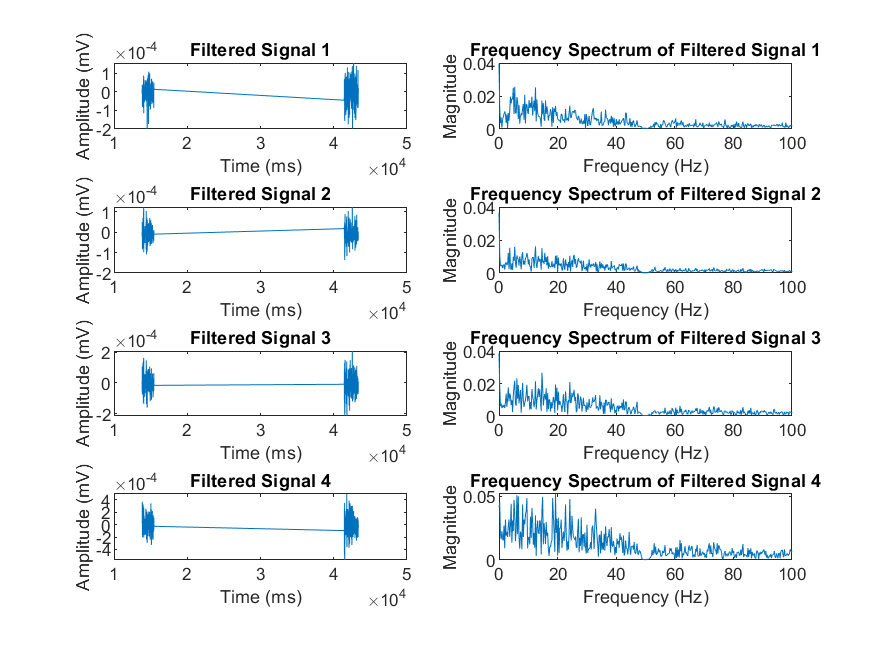 Filtered Signal 1
×10-4
Amplitude (mV)
1
0
-1
-2
1 2 3 4 5
Time (ms)
×104
Frequency Spectrum of Filtered Signal 1
Magnitude
0.04
0.02
0
0 20 40 60 80 100
Frequency (Hz)
Filtered Signal 2
×10-4
Amplitude (mV)
1
0
-1
-2
1 2 3 4 5
Time (ms)
×104
Frequency Spectrum of Filtered Signal 2
Magnitude
0.04
0.02
0
0 20 40 60 80 100
Frequency (Hz)
Filtered Signal 3
×10-4
Amplitude (mV)
2
0
-2
1 2 3 4 5
Time (ms)
×104
Frequency Spectrum of Filtered Signal 3
Magnitude
0.04
0.02
0
0 20 40 60 80 100
Frequency (Hz)
Filtered Signal 4
×10-4
Amplitude (mV)
4
2
0
-2
-4
1 2 3 4 5
Time (ms)
×104
Frequency Spectrum of Filtered Signal 4
Magnitude
0.05
0
0 20 40 60 80 100
Frequency (Hz)